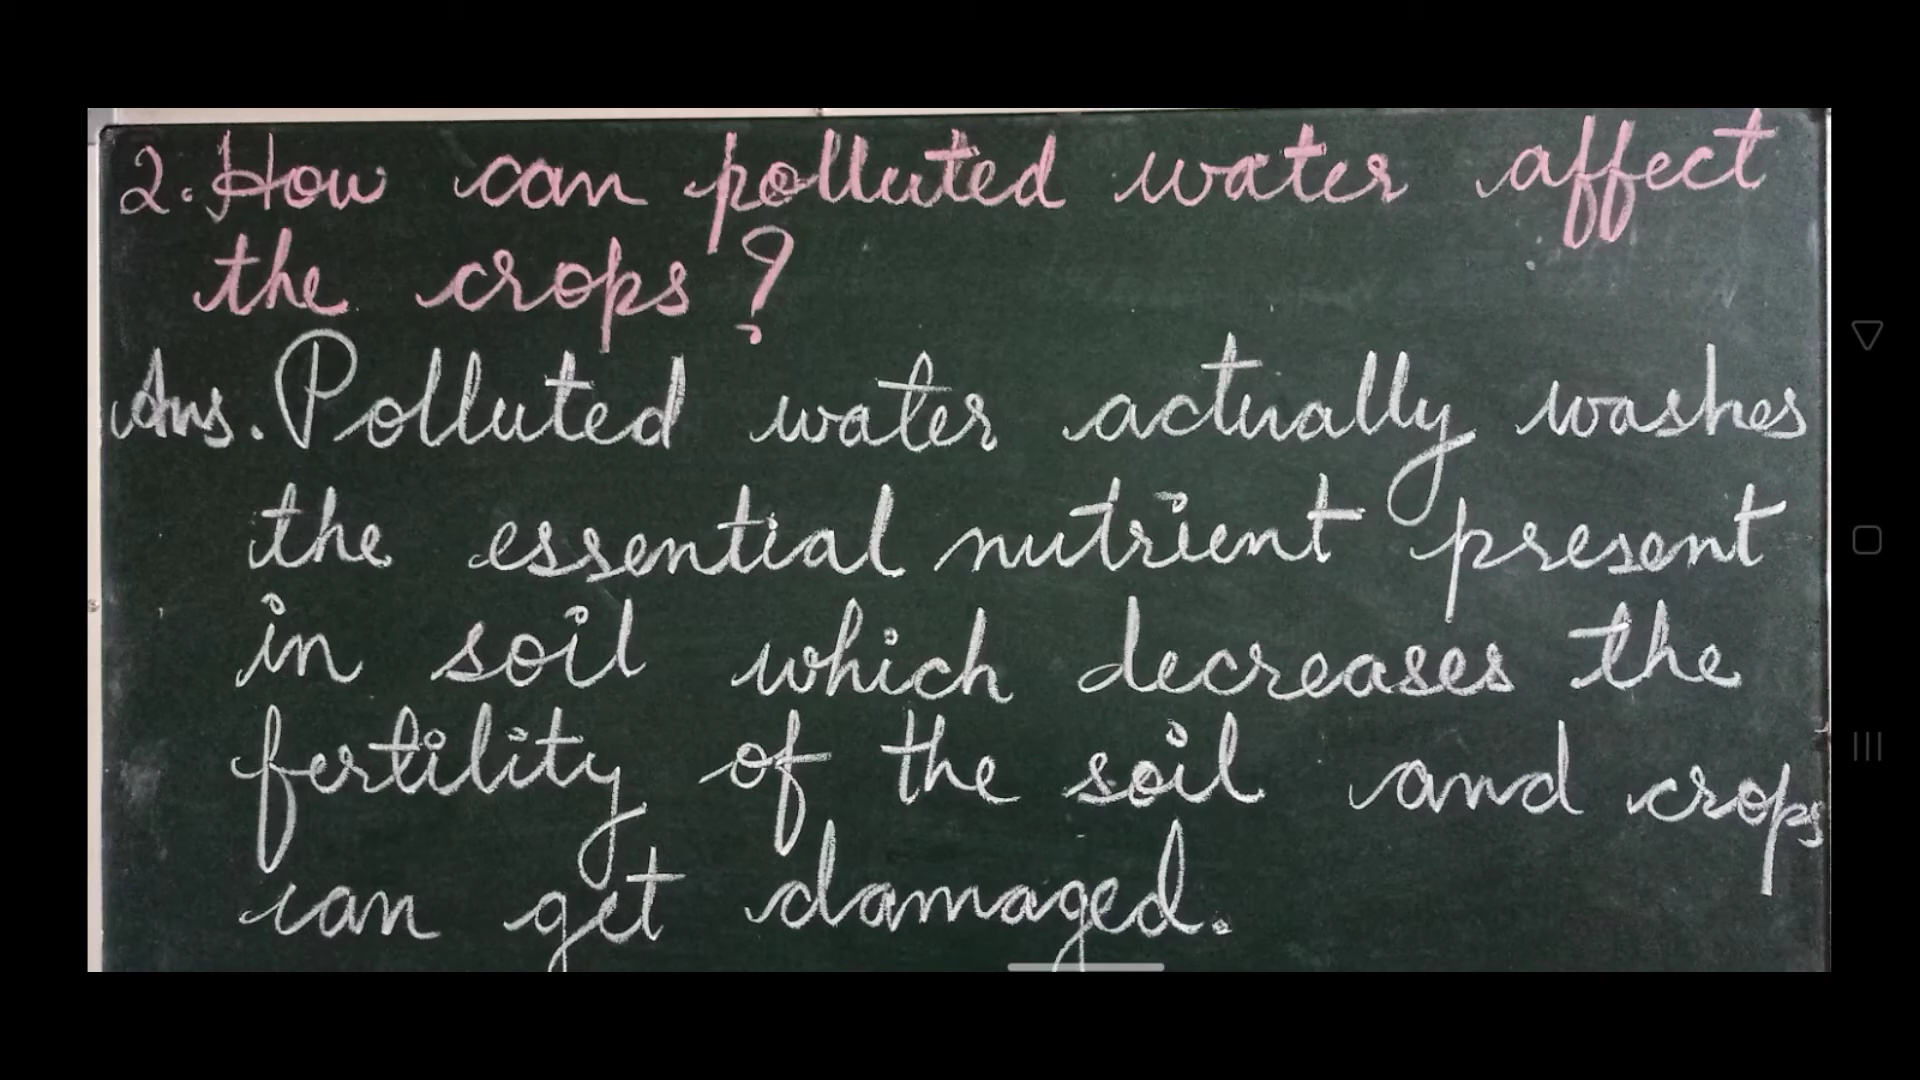 2. How can polluted water affect
the crops ?
Ans. Polluted water actually washes
the essential nutrient present
in soil which decreases the
fertility of the soil and crops
can get damaged.